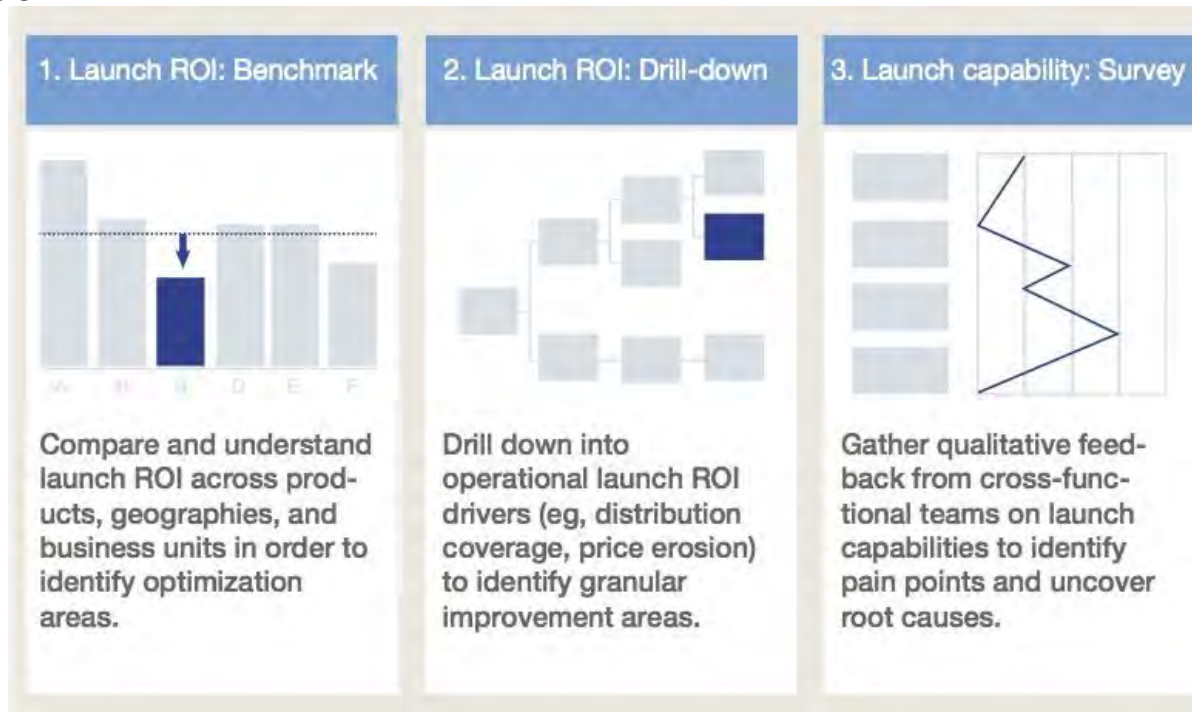 1. Launch ROI: Benchmark
A
D
E
F
Compare and understand
launch ROI across prod-
ucts, geographies, and
business units in order to
identify optimization
areas.
2. Launch ROI: Drill-down
Drill down into
operational launch ROI
drivers (eg, distribution
coverage, price erosion)
to identify granular
improvement areas.
3. Launch capability: Survey
Gather qualitative feed-
back from cross-func-
tional teams on launch
capabilities to identify
pain points and uncover
root causes.